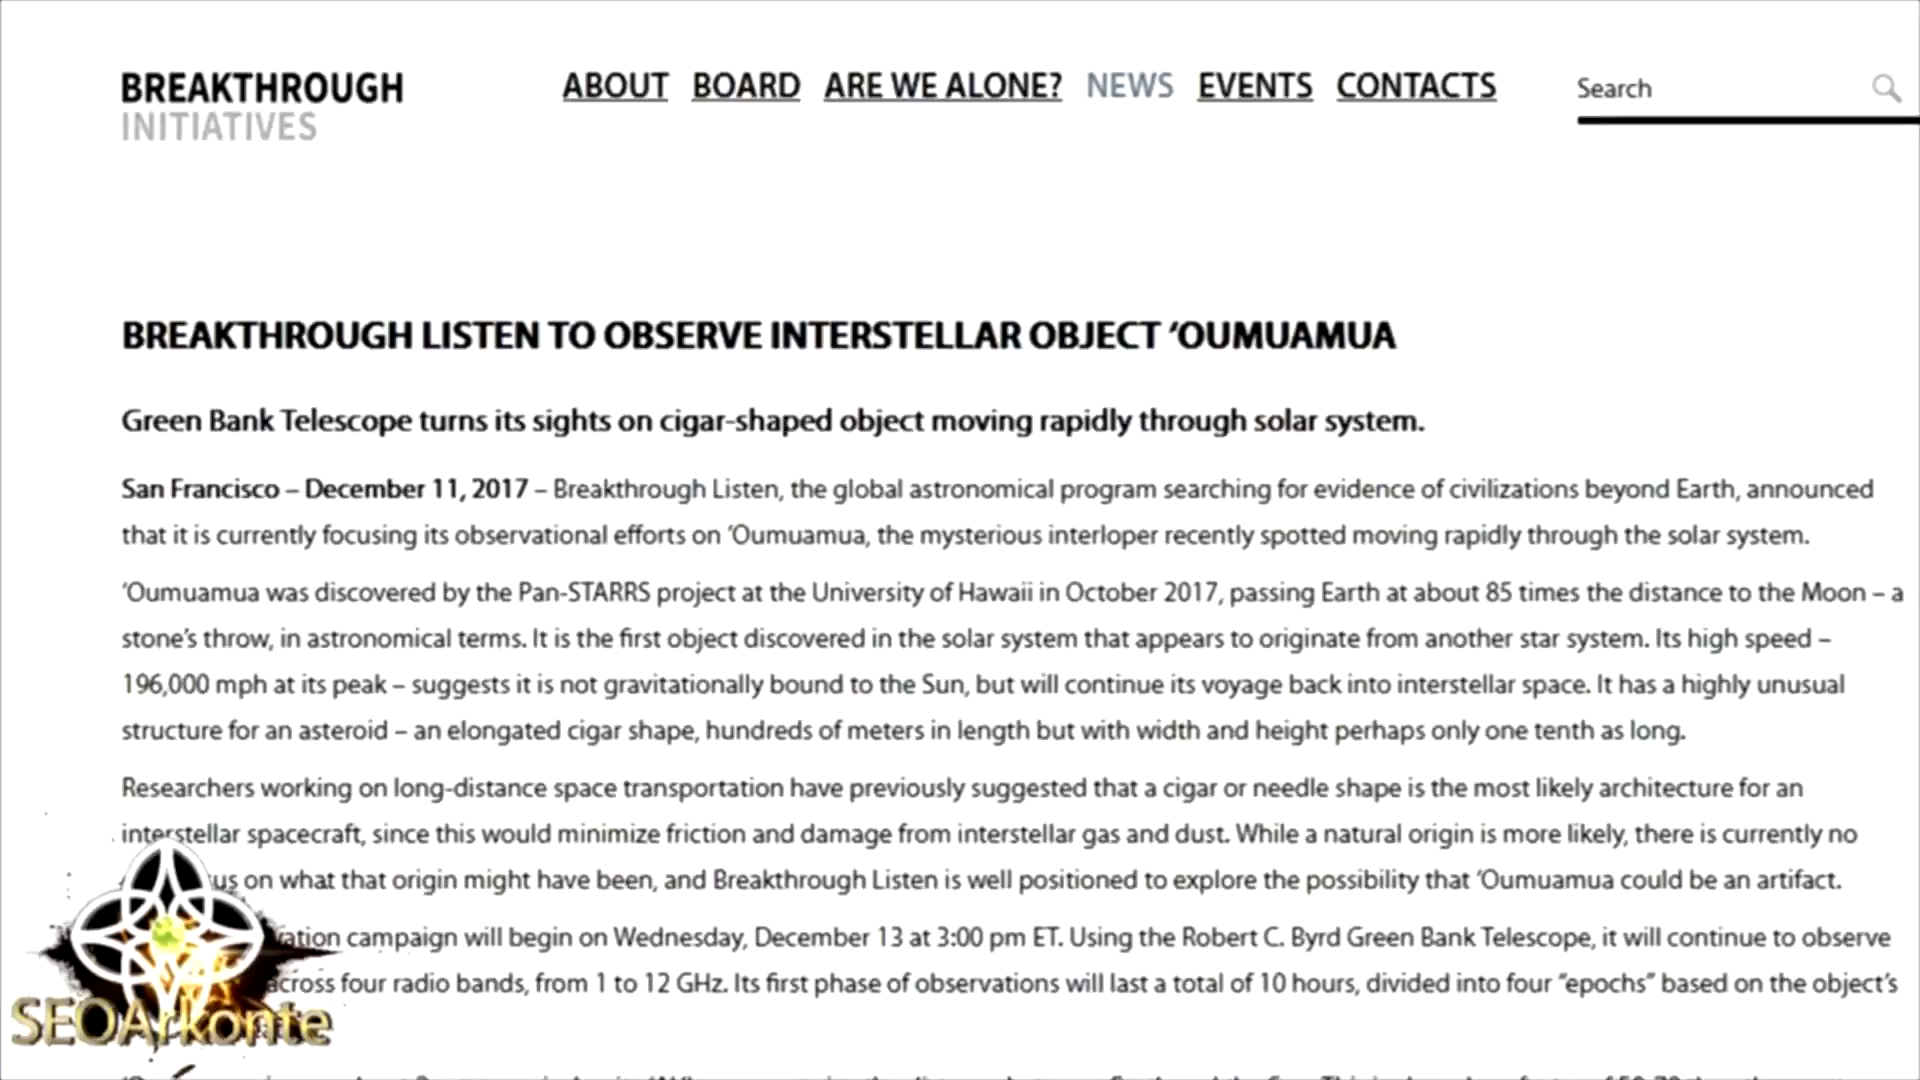 BREAKTHROUGH
INITIATIVES
ABOUT BOARD ARE WE ALONE? NEWS EVENTS CONTACTS
Search
BREAKTHROUGH LISTEN TO OBSERVE INTERSTELLAR OBJECT ‘OUMUAMUA
Green Bank Telescope turns its sights on cigar-shaped object moving rapidly through solar system.
San Francisco – December 11, 2017 – Breakthrough Listen, the global astronomical program searching for evidence of civilizations beyond Earth, announced
that it is currently focusing its observational efforts on ‘Oumuamua, the mysterious interloper recently spotted moving rapidly through the solar system.
‘Oumuamua was discovered by the Pan-STARRS project at the University of Hawaii in October 2017, passing Earth at about 85 times the distance to the Moon – a
stone’s throw, in astronomical terms. It is the first object discovered in the solar system that appears to originate from another star system. Its high speed –
196,000 mph at its peak – suggests it is not gravitationally bound to the Sun, but will continue its voyage back into interstellar space. It has a highly unusual
structure for an asteroid – an elongated cigar shape, hundreds of meters in length but with width and height perhaps only one tenth as long.
Researchers working on long-distance space transportation have previously suggested that a cigar or needle shape is the most likely architecture for an
interstellar spacecraft, since this would minimize friction and damage from interstellar gas and dust. While a natural origin is more likely, there is currently no
on what that origin might have been, and Breakthrough Listen is well positioned to explore the possibility that ‘Oumuamua could be an artifact.
campaign will begin on Wednesday, December 13 at 3:00 pm ET. Using the Robert C. Byrd Green Bank Telescope, it will continue to observe
across four radio bands, from 1 to 12 GHz. Its first phase of observations will last a total of 10 hours, divided into four “epochs” based on the object’s
SEOArkonte